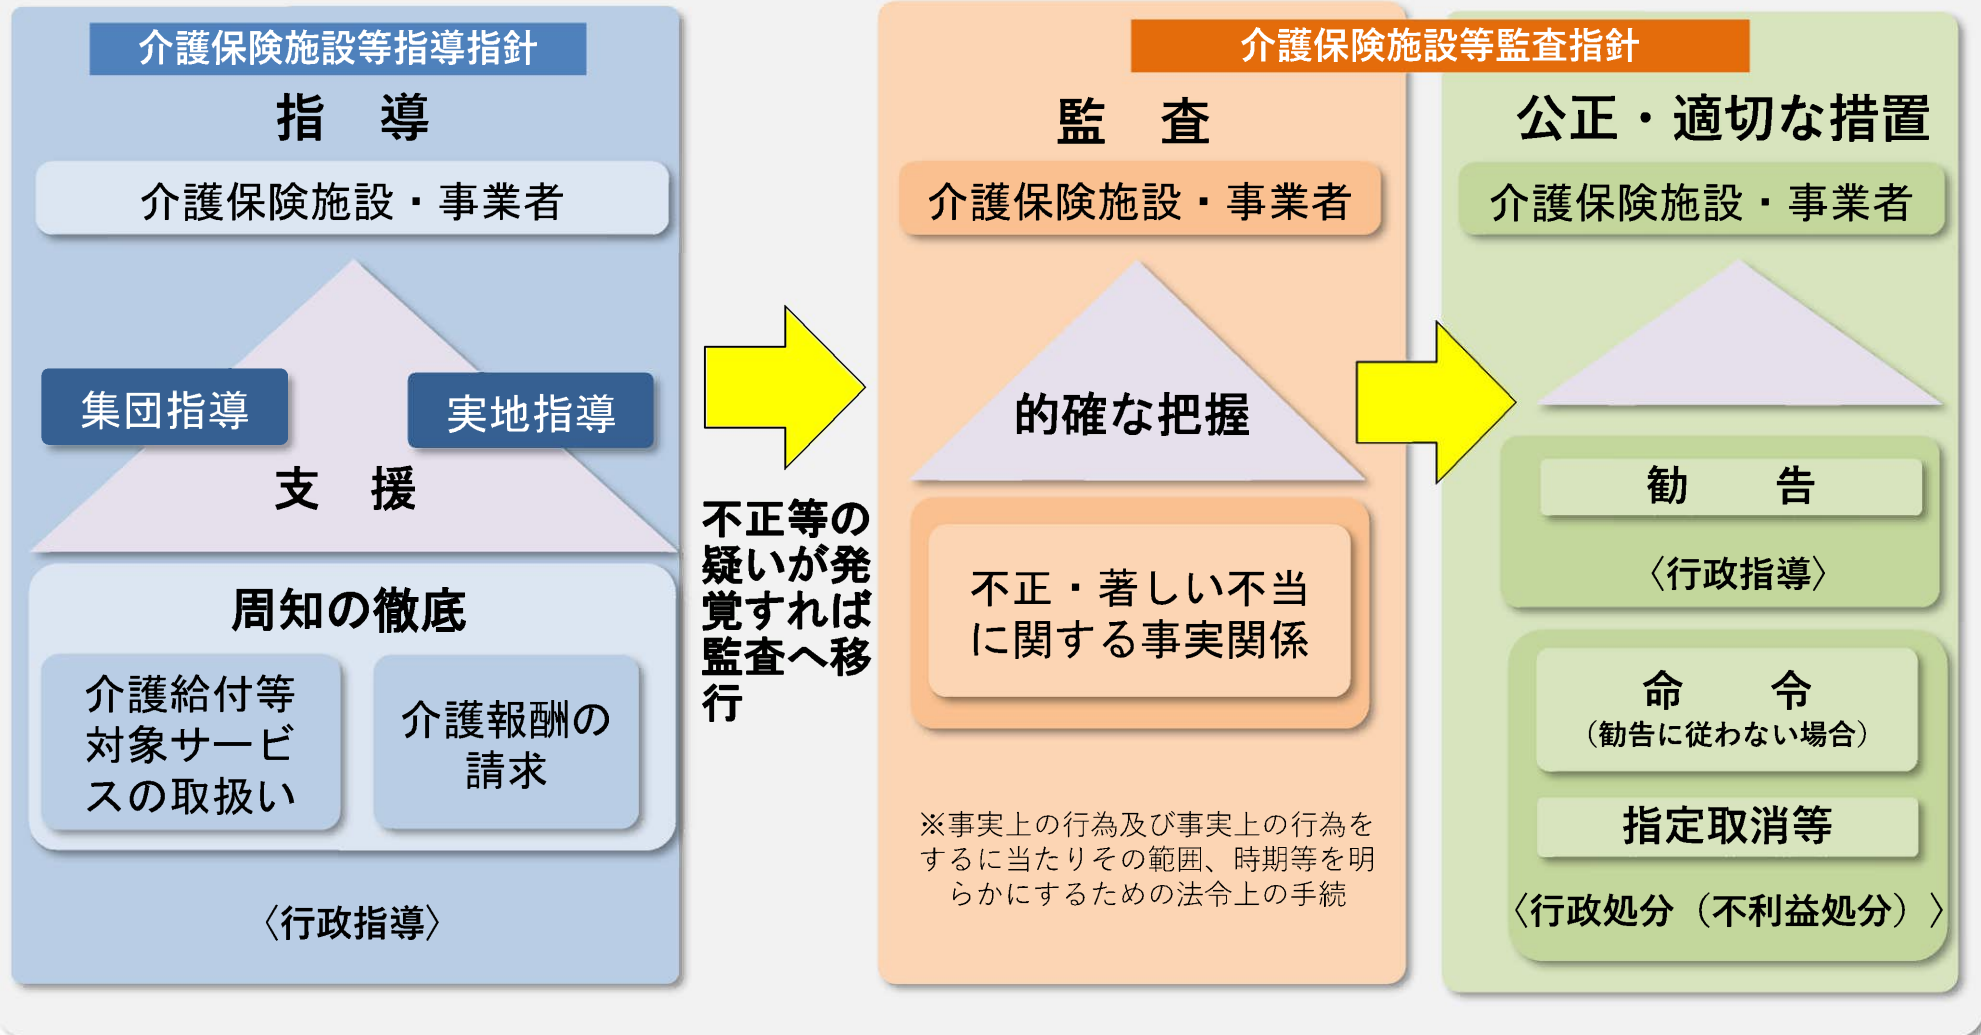 介護保険施設等指導指針
指　導
介護保険施設・事業者
集団指導
実地指導
支　援
周知の徹底
介護給付等
対象サービ
スの取扱い
介護報酬の
請求
〈行政指導〉
不正等の
疑いが発
覚すれば
監査へ移
行
介護保険施設等監査指針
監　査
介護保険施設・事業者
的確な把握
不正・著しい不当
に関する事実関係
※事実上の行為及び事実上の行為を
するに当たりその範囲、時期等を明
らかにするための法令上の手続
公正・適切な措置
介護保険施設・事業者
勧　告
〈行政指導〉
命　令
（勧告に従わない場合）
指定取消等
〈行政処分（不利益処分）〉